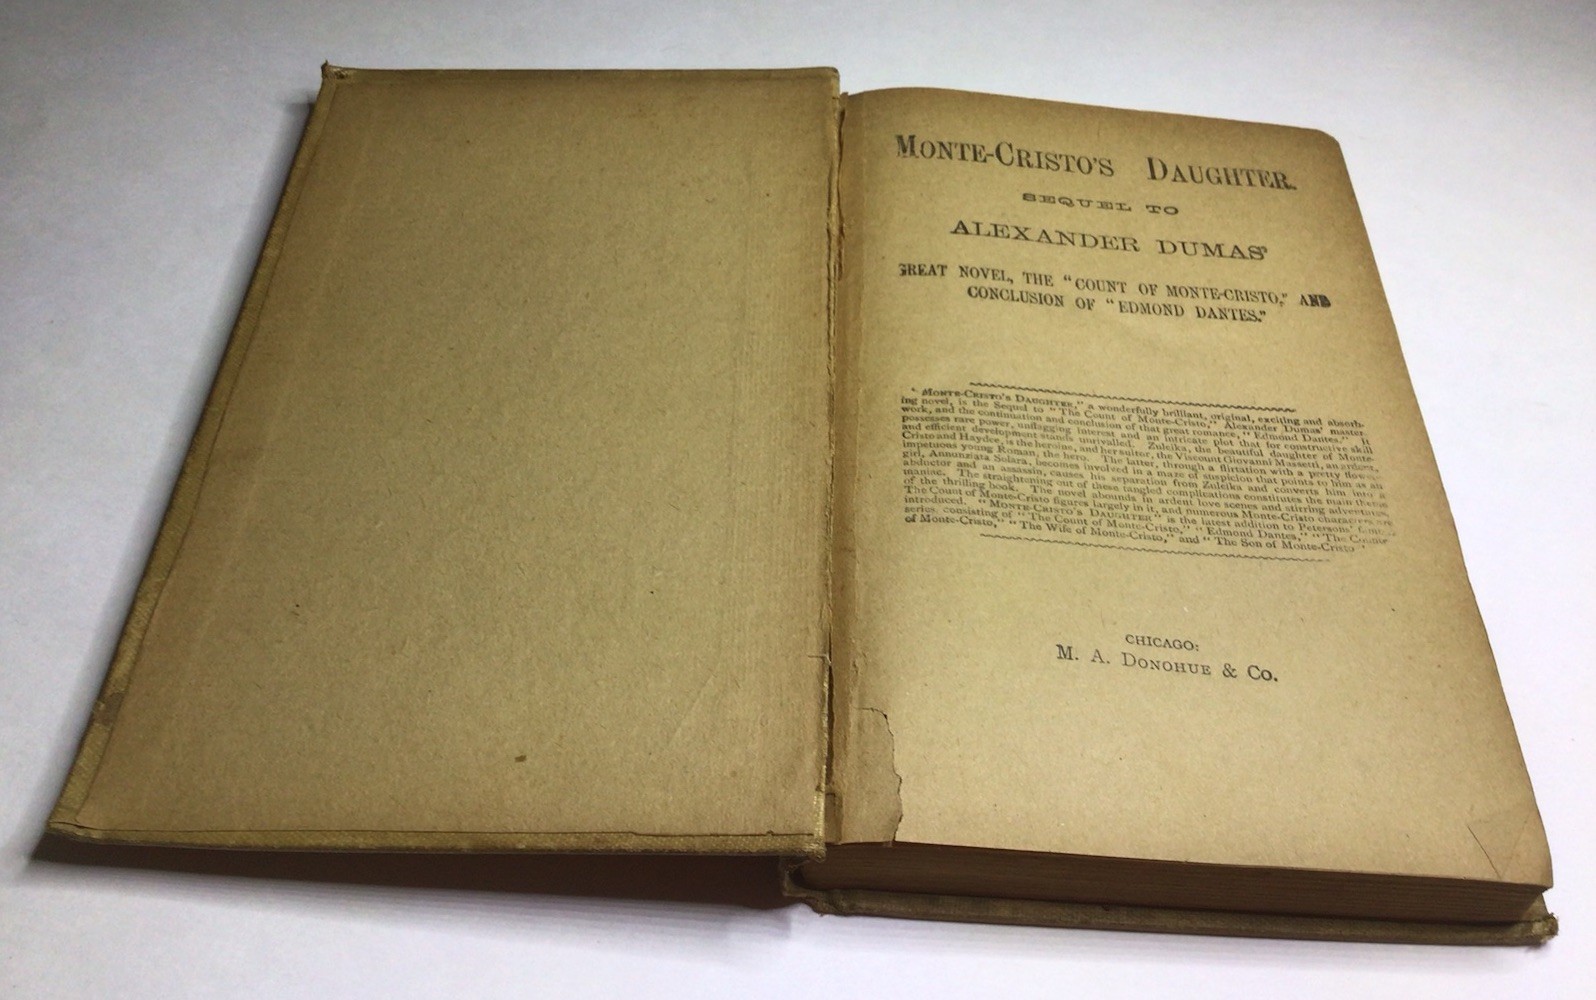 MONTE-CRISTO'S DAUGHTER.
SEQUEL TO
ALEXANDER DUMAS'
GREAT NOVEL, THE "COUNT OF MONTE-CRISTO," AND
CONCLUSION OF "EDMOND DANTES."
"MONTE-CRISTO'S DAUGHTER," a wonderfully brilliant, original, exciting and absorb-
ing novel, is the Sequel to "The Count of Monte-Cristo," Alexander Dumas' master-
work, and the continuation and conclusion of that great romance, "Edmond Dantes." It
possesses rare power, unflagging interest and an intricate plot that for constructive skill
and efficient development stands unrivalled. Zuleika, the beautiful daughter of Monte-
Cristo and Haydee, is the heroine, and her suitor, the Viscount Giovanni Massetti, an ardent,
impetuous young Roman, the hero. The latter, through a flirtation with a pretty flower-
girl, Annunziata Solara, becomes involved in a maze of suspicion that points to him as an
abductor and an assassin, causes his separation from Zuleika and converts him into a
maniac. The straightening out of these tangled complications constitutes the main theme
of the thrilling book. The novel abounds in ardent love scenes and stirring adventures.
The Count of Monte-Cristo figures largely in it, and numerous Monte-Cristo characters are
introduced. "MONTE-CRISTO'S DAUGHTER" is the latest addition to Petersons' famous
series, consisting of "The Count of Monte-Cristo," "Edmond Dantes," "The Countess
of Monte-Cristo," "The Wife of Monte-Cristo," and "The Son of Monte-Cristo"
CHICAGO:
M. A. DONOHUE & CO.